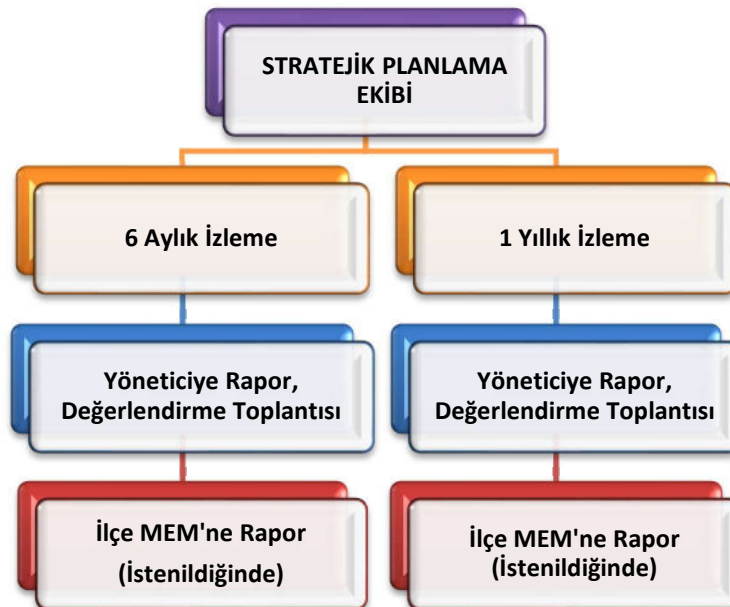 STRATEJİK PLANLAMA
EKİBİ
6 Aylık İzleme
1 Yıllık İzleme
Yöneticiye Rapor,
Değerlendirme Toplantısı
Yöneticiye Rapor,
Değerlendirme Toplantısı
İlçe MEM'ne Rapor
(İstenildiğinde)
İlçe MEM'ne Rapor
(İstenildiğinde)